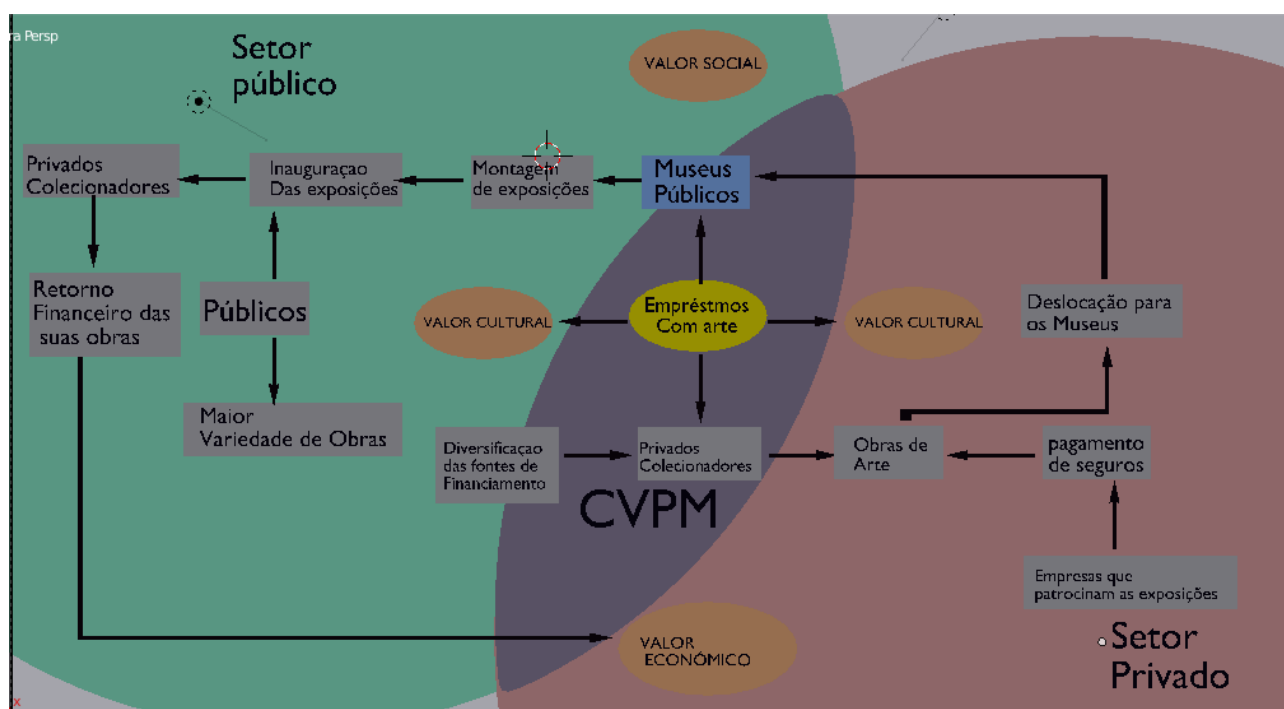 ra Persp
Setor
público
VALOR SOCIAL
Privados
Colecionadores
Inauguraçao
Das exposições
Montagem
de exposições
Museus
Públicos
Retorno
Financeiro das
suas obras
Públicos
VALOR CULTURAL
Empréstmos
Com arte
VALOR CULTURAL
Deslocação para
os Museus
Maior
Variedade de Obras
Diversificaçao
das fontes de
Financiamento
Privados
Colecionadores
Obras de
Arte
pagamento
de seguros
CVPM
Empresas que
patrocinam as exposições
VALOR
ECONÓMICO
Setor
Privado
x